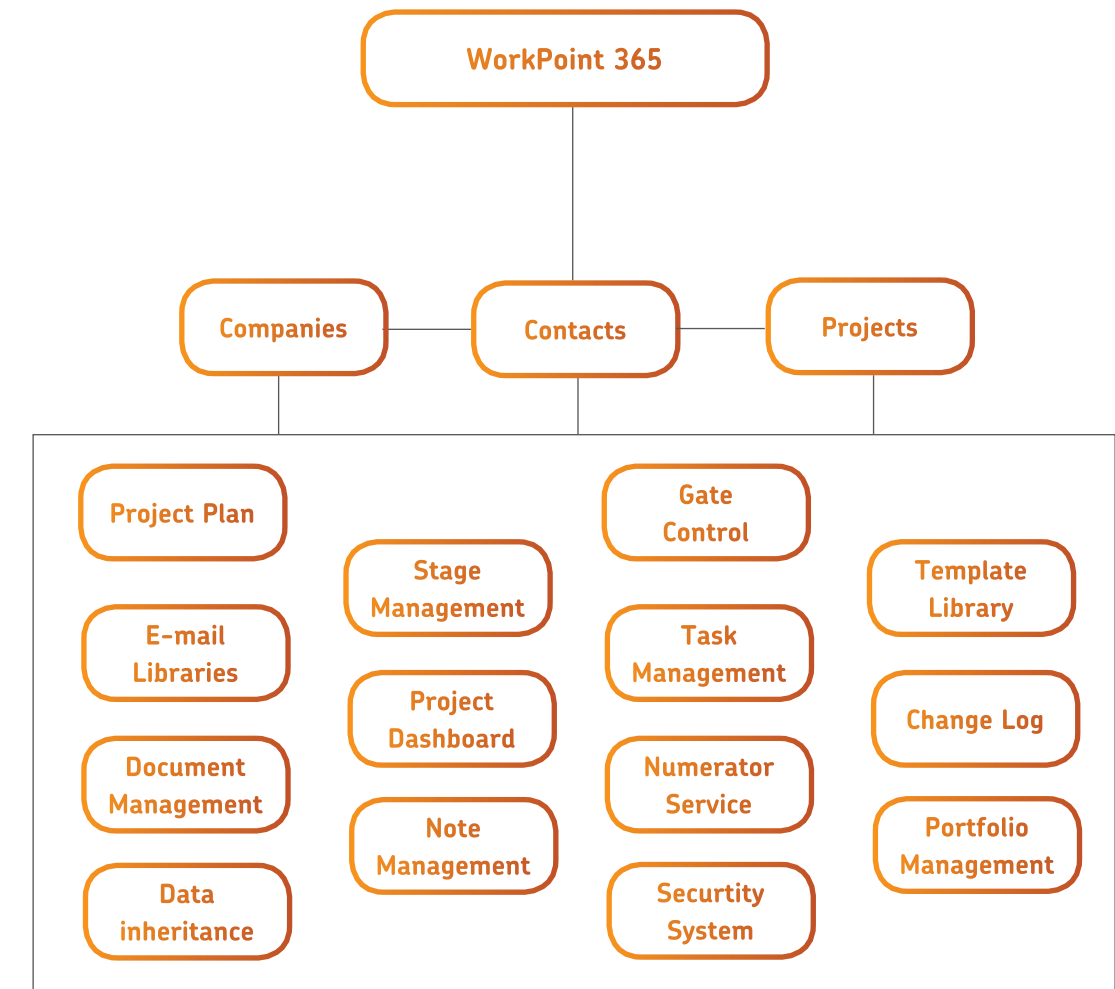 WorkPoint 365
Companies
Contacts
Projects
Project Plan
E-mail
Libraries
Document
Management
Data
inheritance
Stage
Management
Project
Dashboard
Note
Management
Gate
Control
Task
Management
Numerator
Service
Securtity
System
Template
Library
Change Log
Portfolio
Management